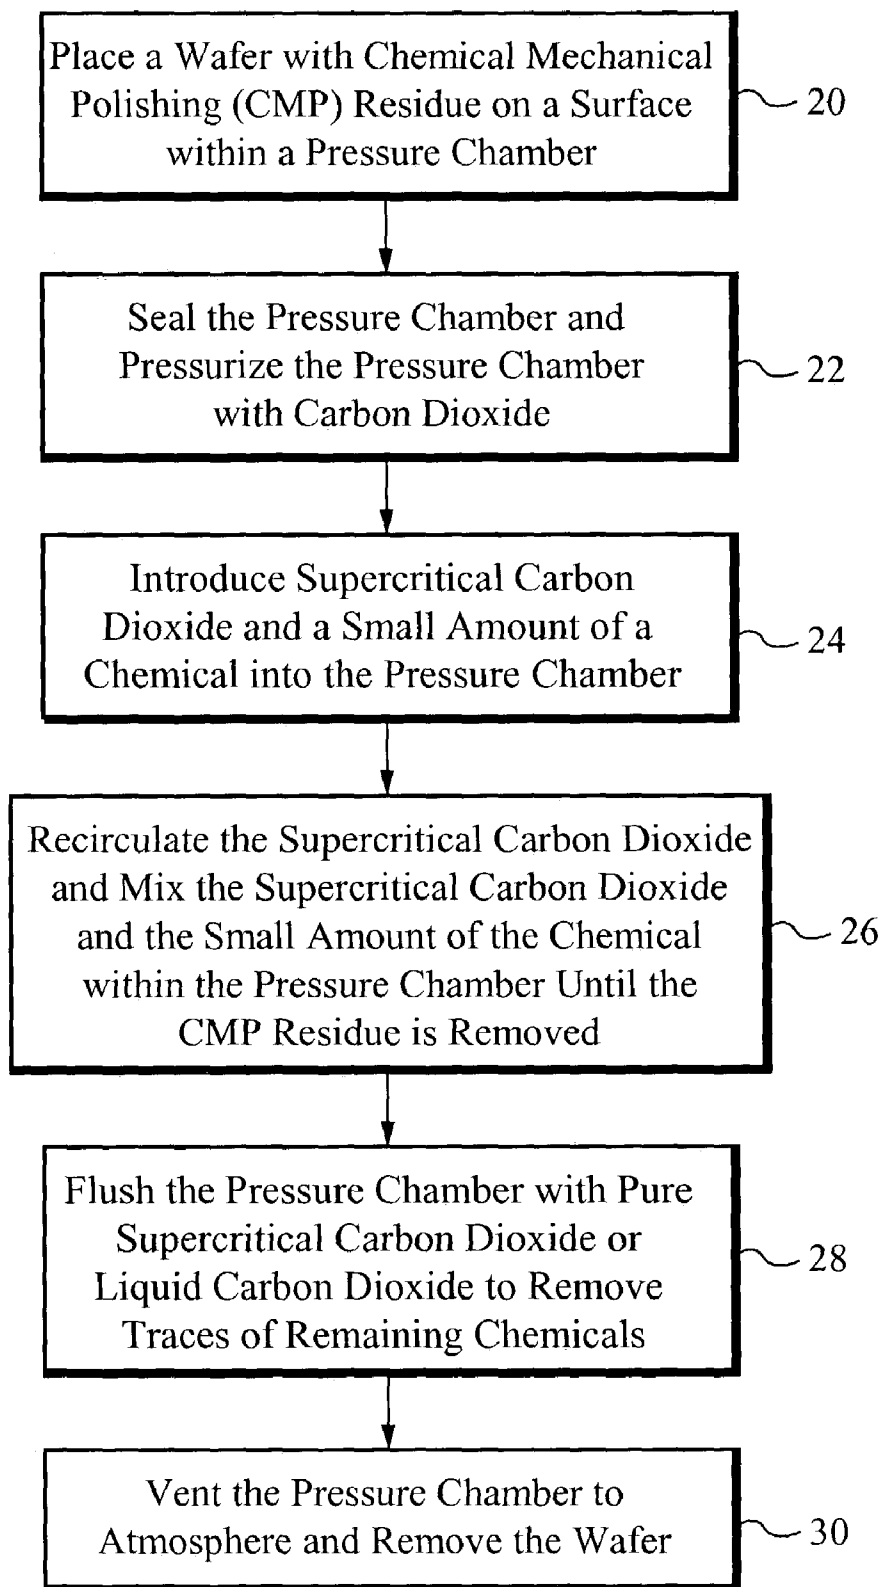 Place a Wafer with Chemical Mechanical
Polishing (CMP) Residue on a Surface
within a Pressure Chamber
20
Seal the Pressure Chamber and
Pressurize the Pressure Chamber
with Carbon Dioxide
22
Introduce Supercritical Carbon
Dioxide and a Small Amount of a
Chemical into the Pressure Chamber
24
Recirculate the Supercritical Carbon Dioxide
and Mix the Supercritical Carbon Dioxide
and the Small Amount of the Chemical
within the Pressure Chamber Until the
CMP Residue is Removed
26
Flush the Pressure Chamber with Pure
Supercritical Carbon Dioxide or
Liquid Carbon Dioxide to Remove
Traces of Remaining Chemicals
28
Vent the Pressure Chamber to
Atmosphere and Remove the Wafer
30